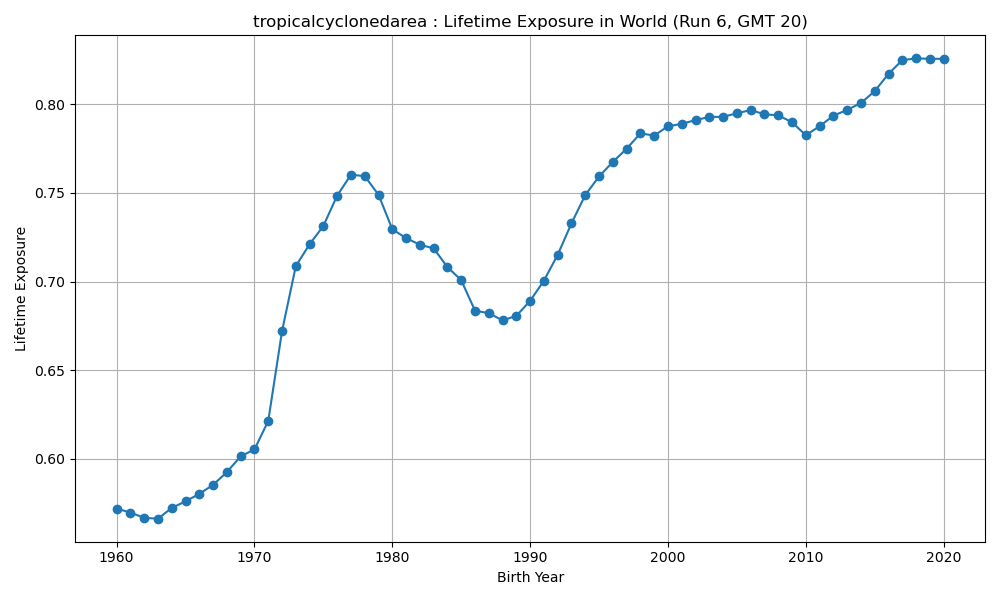 tropicalcyclonedarea : Lifetime Exposure in World (Run 6, GMT 20)
Lifetime Exposure
0.80
0.75
0.70
0.65
0.60
1960 1970 1980 1990 2000 2010 2020
Birth Year